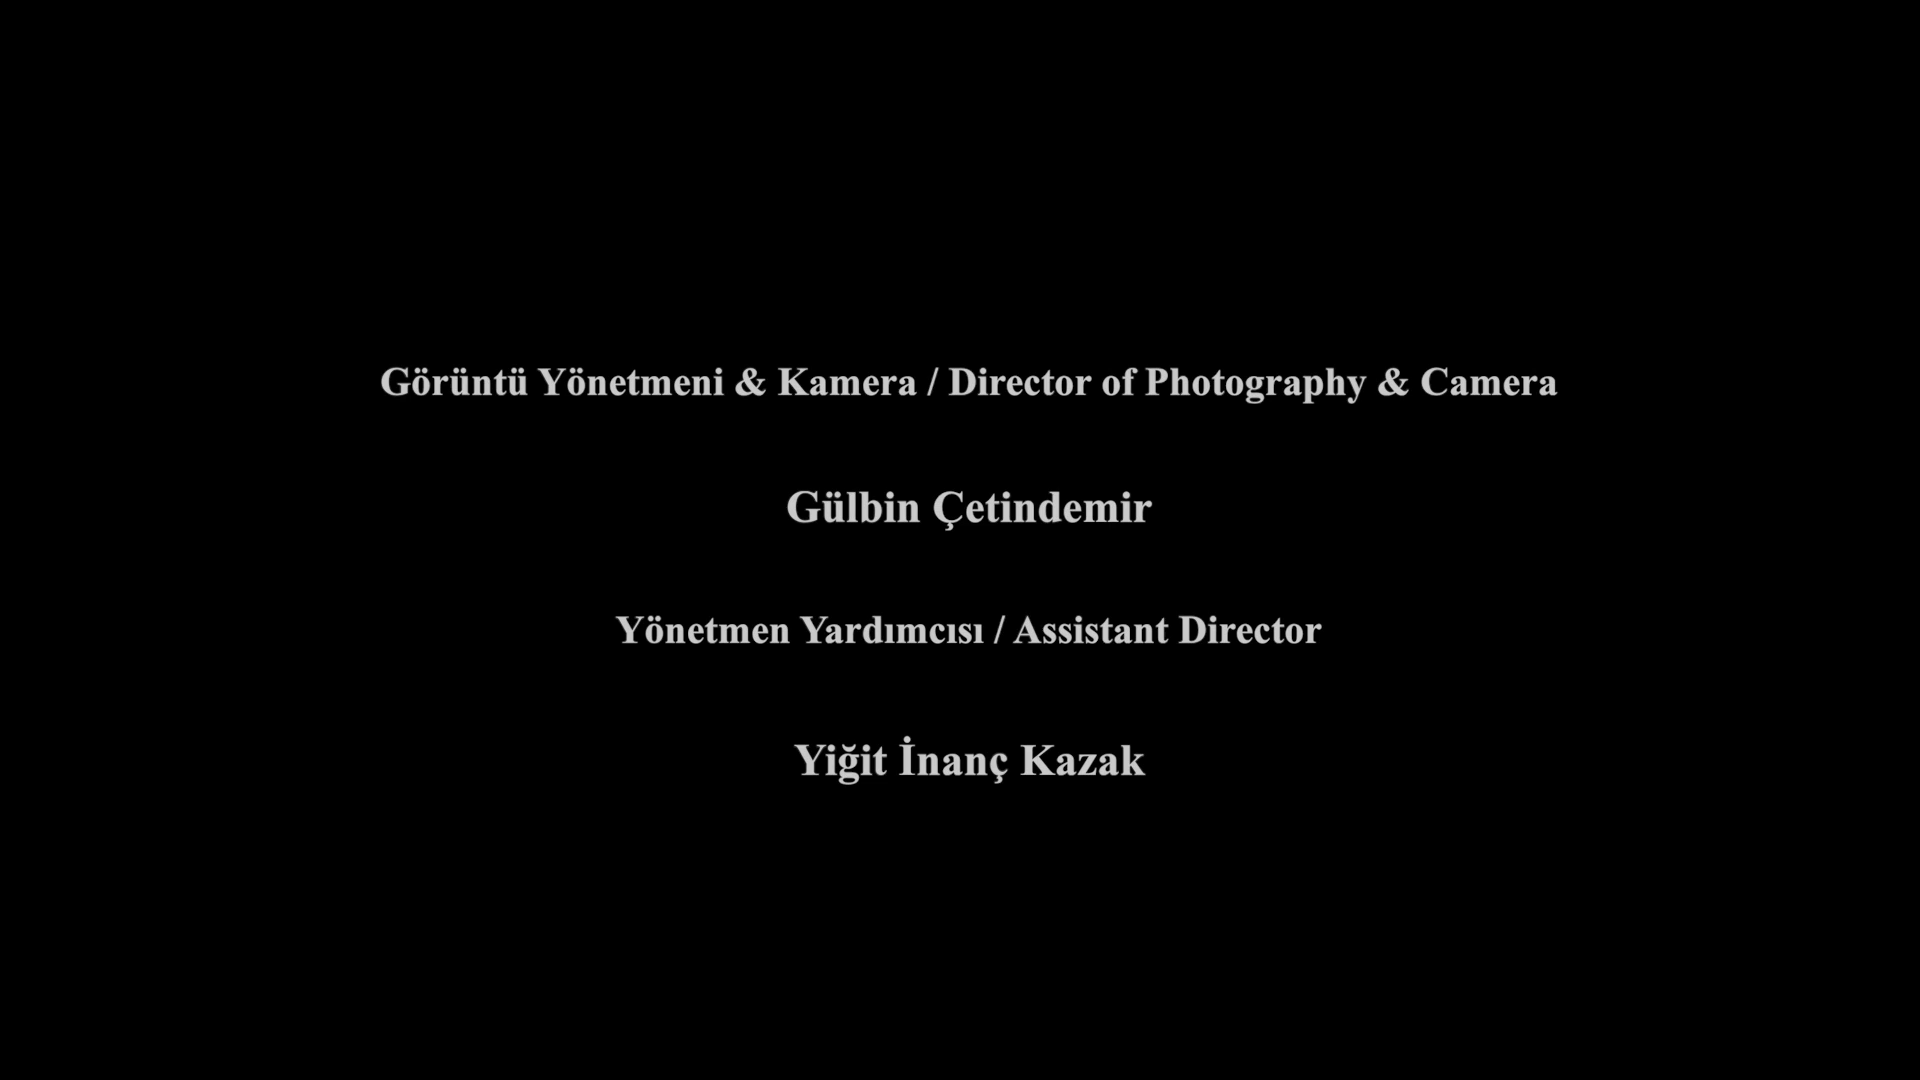 Görüntü Yönetmeni & Kamera / Director of Photography & Camera
Gülbin Çetindemir
Yönetmen Yardımcısı / Assistant Director
Yiğit İnanç Kazak